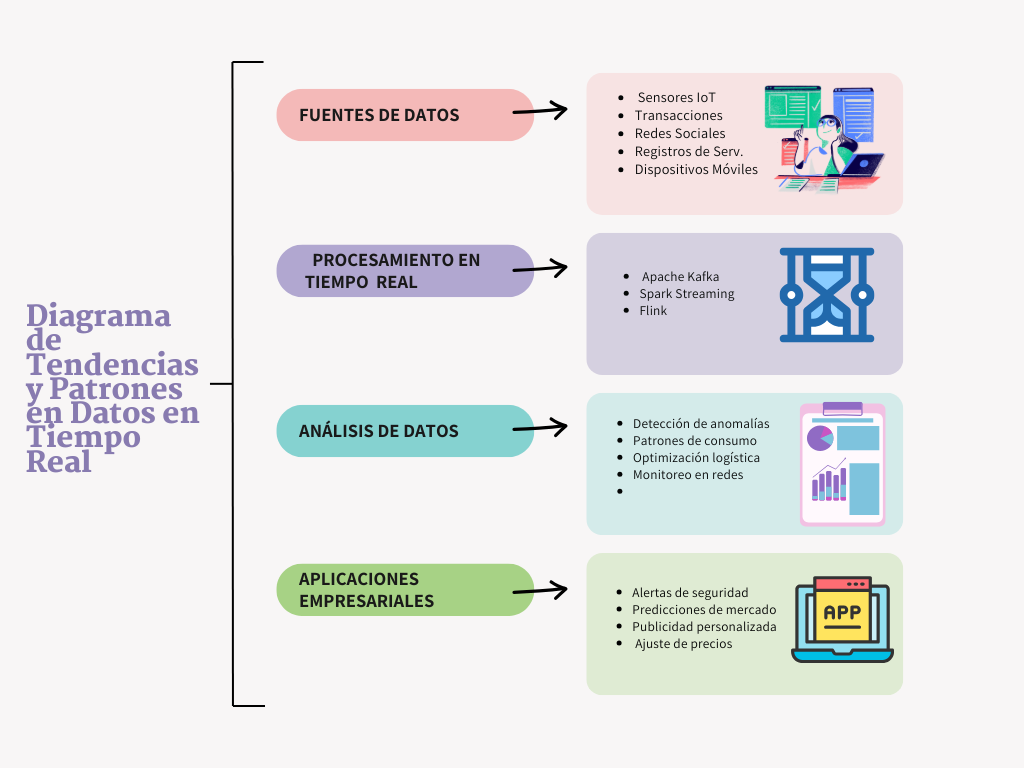 Diagrama
de
Tendencias
y Patrones
en Datos en
Tiempo
Real
FUENTES DE DATOS
• Sensores IoT
• Transacciones
• Redes Sociales
• Registros de Serv.
• Dispositivos Móviles
PROCESAMIENTO EN
TIEMPO REAL
• Apache Kafka
• Spark Streaming
• Flink
ANÁLISIS DE DATOS
• Detección de anomalías
• Patrones de consumo
• Optimización logística
• Monitoreo en redes
•
APLICACIONES
EMPRESARIALES
• Alertas de seguridad
• Predicciones de mercado
• Publicidad personalizada
• Ajuste de precios
APP